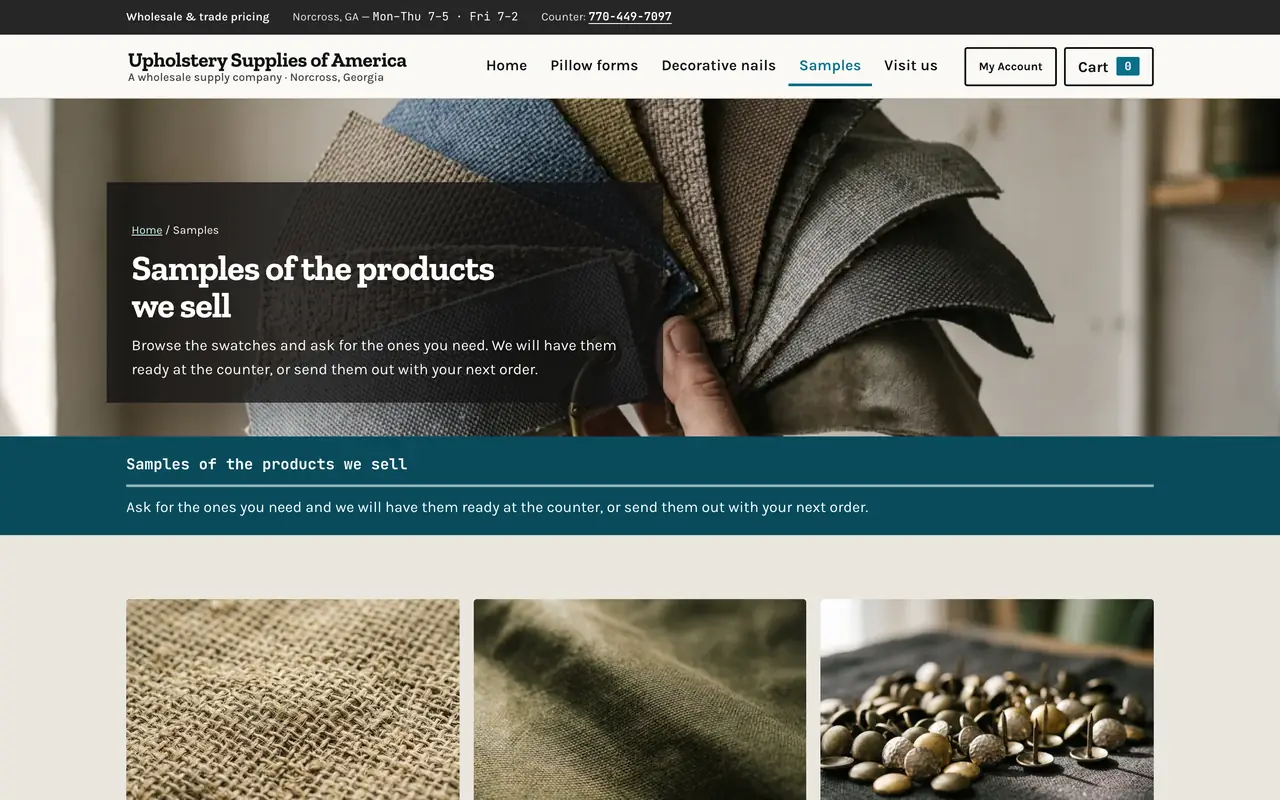 Wholesale & trade pricing
Norcross, GA — Mon–Thu 7–5 · Fri 7–2
Counter: 770-449-7097
Upholstery Supplies of America
A wholesale supply company · Norcross, Georgia
Home
Pillow forms
Decorative nails
Samples
Visit us
My Account
Cart 0
Home / Samples
Samples of the products
we sell
Browse the swatches and ask for the ones you need. We will have them
ready at the counter, or send them out with your next order.
Samples of the products we sell
Ask for the ones you need and we will have them ready at the counter, or send them out with your next order.